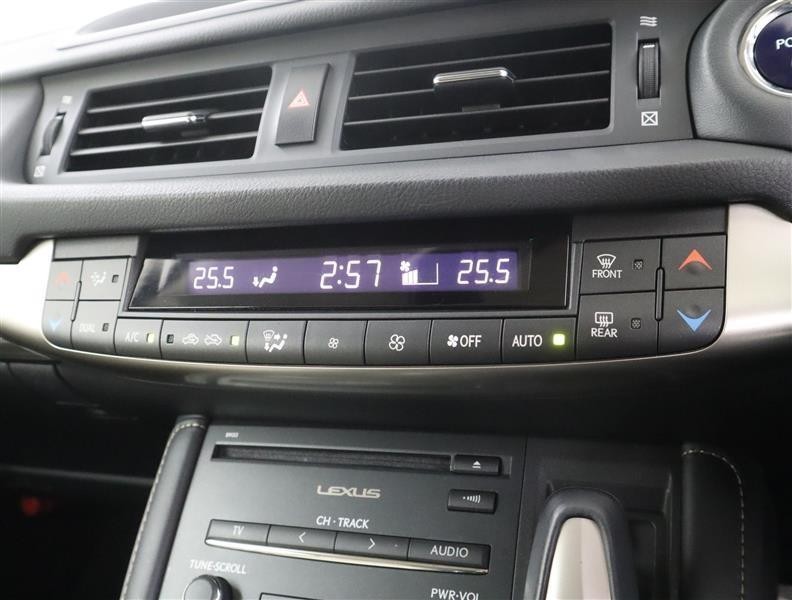 PO
25.5 2:57 25.5
FRONT
DUAL A/C OFF AUTO REAR
LEXUS
CH·TRACK
TV < > AUDIO
TUNE·SCROLL
PWR·VOL